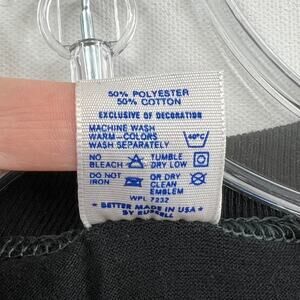 50% POLYESTER
50% COTTON
EXCLUSIVE OF DECORATION
MACHINE WASH
WARM-COLORS
WASH SEPARATELY
40°C
NO BLEACH
TUMBLE DRY LOW
DO NOT IRON
OR DRY CLEAN EMBLEM
WPL 7232
* BETTER MADE IN USA *
BY RUSSELL